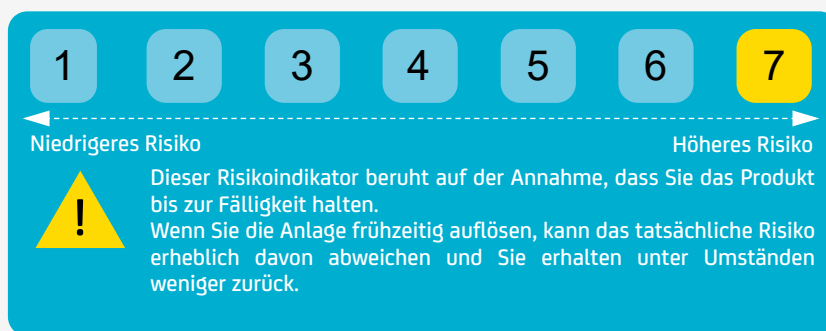 1 2 3 4 5 6 7
Niedrigeres Risiko Höheres Risiko
Dieser Risikoindikator beruht auf der Annahme, dass Sie das Produkt
bis zur Fälligkeit halten.
!
Wenn Sie die Anlage frühzeitig auflösen, kann das tatsächliche Risiko
erheblich davon abweichen und Sie erhalten unter Umständen
weniger zurück.